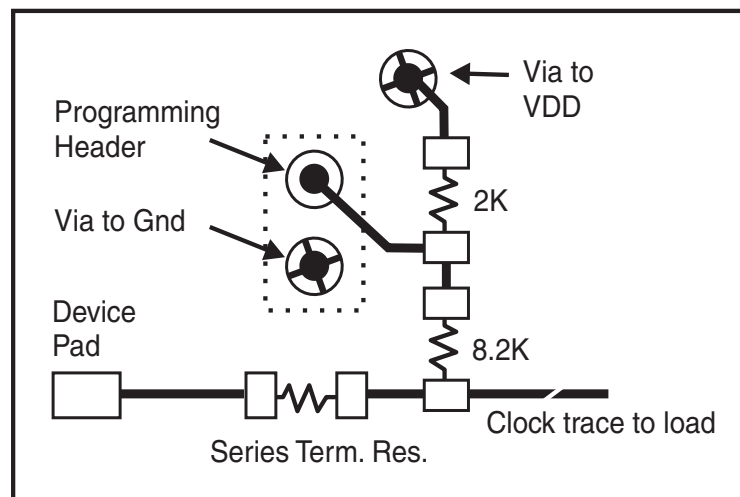 Via to
VDD
Programming
Header
2K
Via to Gnd
Device
Pad
8.2K
Clock trace to load
Series Term. Res.